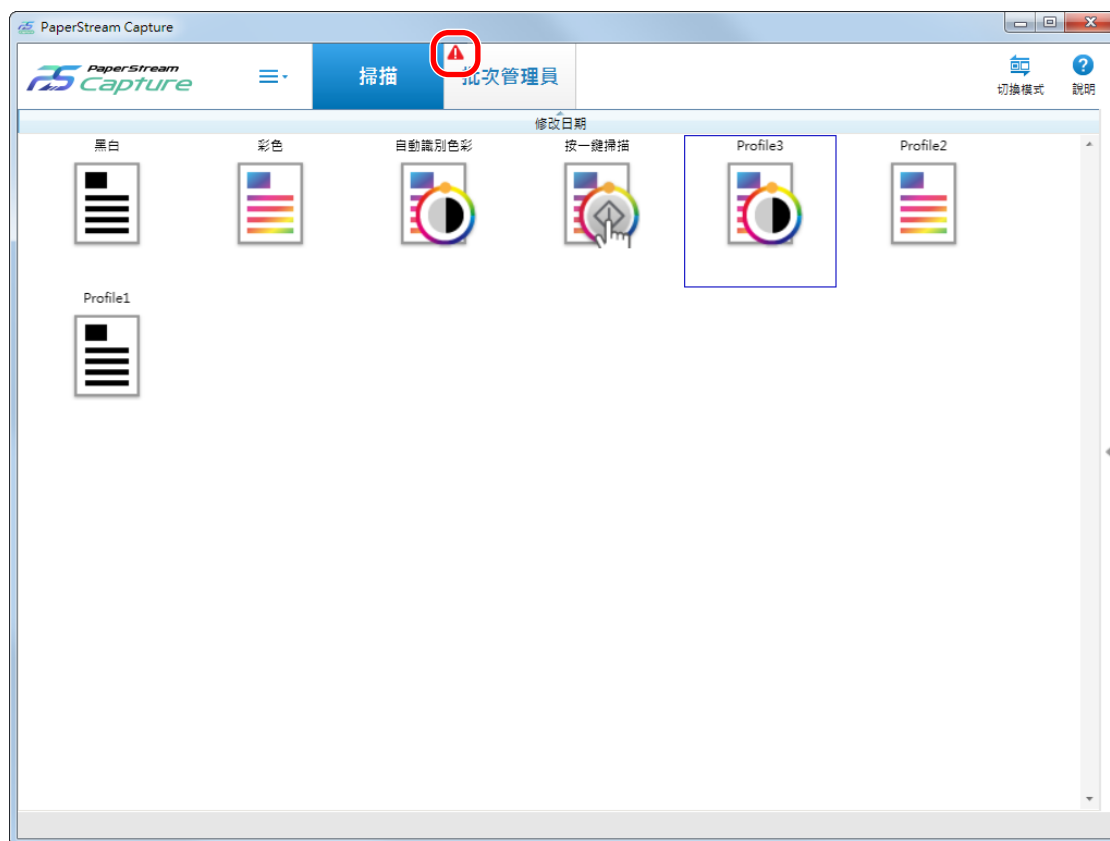 PaperStream Capture
PaperStream
Capture
掃描
批次管理員
切換模式
說明
修改日期
黑白
彩色
自動識別色彩
按一鍵掃描
Profile3
Profile2
Profile1